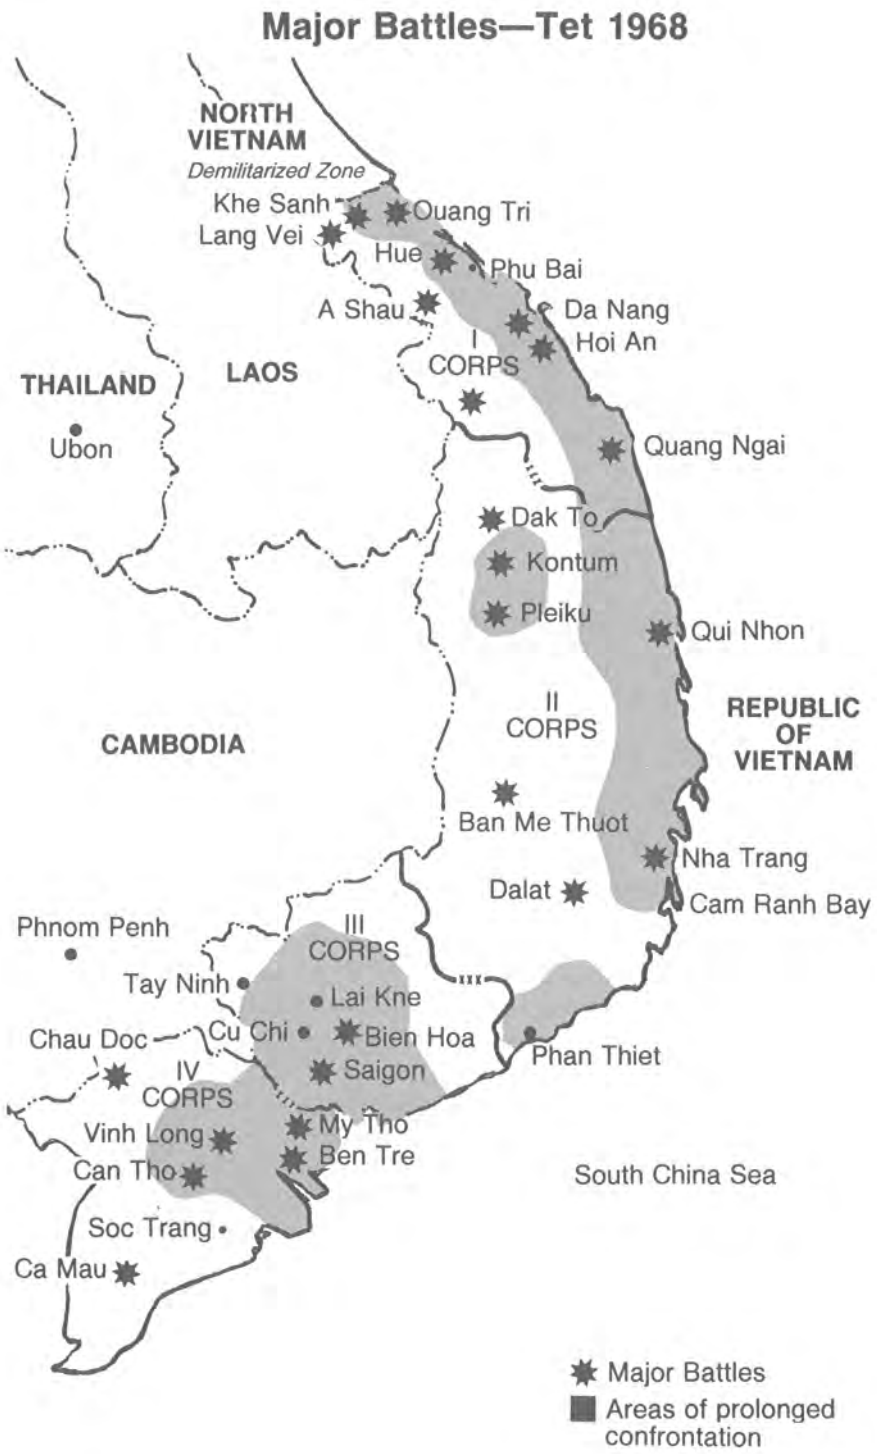 Major Battles—Tet 1968
NORTH
VIETNAM
Demilitarized Zone
Khe Sanh
Quang Tri
Lang Vei
Hue
Phu Bai
A Shau
Da Nang
Hoi An
I
CORPS
THAILAND
LAOS
Ubon
Quang Ngai
Dak To
Kontum
Pleiku
Qui Nhon
II
CORPS
REPUBLIC
OF
VIETNAM
CAMBODIA
Ban Me Thuot
Nha Trang
Dalat
Cam Ranh Bay
III
CORPS
Phnom Penh
Tay Ninh
Lai Kne
Cu Chi
Bien Hoa
Chau Doc
Phan Thiet
Saigon
IV
CORPS
My Tho
Vinh Long
Ben Tre
Can Tho
South China Sea
Soc Trang
Ca Mau
Major Battles
Areas of prolonged
confrontation